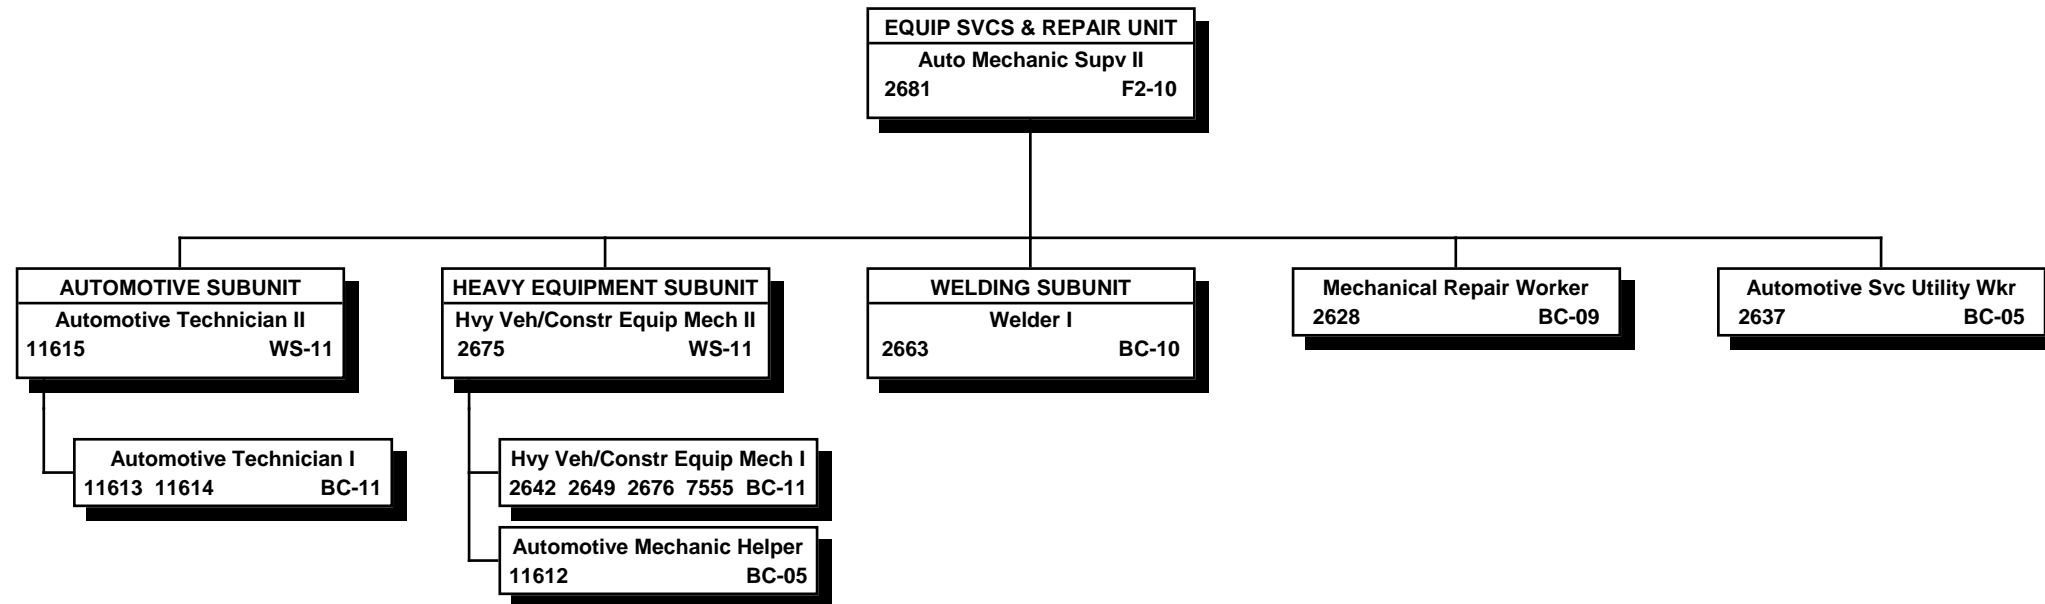 EQUIP SVCS & REPAIR UNIT
Auto Mechanic Supv II
2681 F2-10
AUTOMOTIVE SUBUNIT
Automotive Technician II
11615 WS-11
Automotive Technician I
11613 11614 BC-11
HEAVY EQUIPMENT SUBUNIT
Hvy Veh/Constr Equip Mech II
2675 WS-11
Hvy Veh/Constr Equip Mech I
2642 2649 2676 7555 BC-11
Automotive Mechanic Helper
11612 BC-05
WELDING SUBUNIT
Welder I
2663 BC-10
Mechanical Repair Worker
2628 BC-09
Automotive Svc Utility Wkr
2637 BC-05